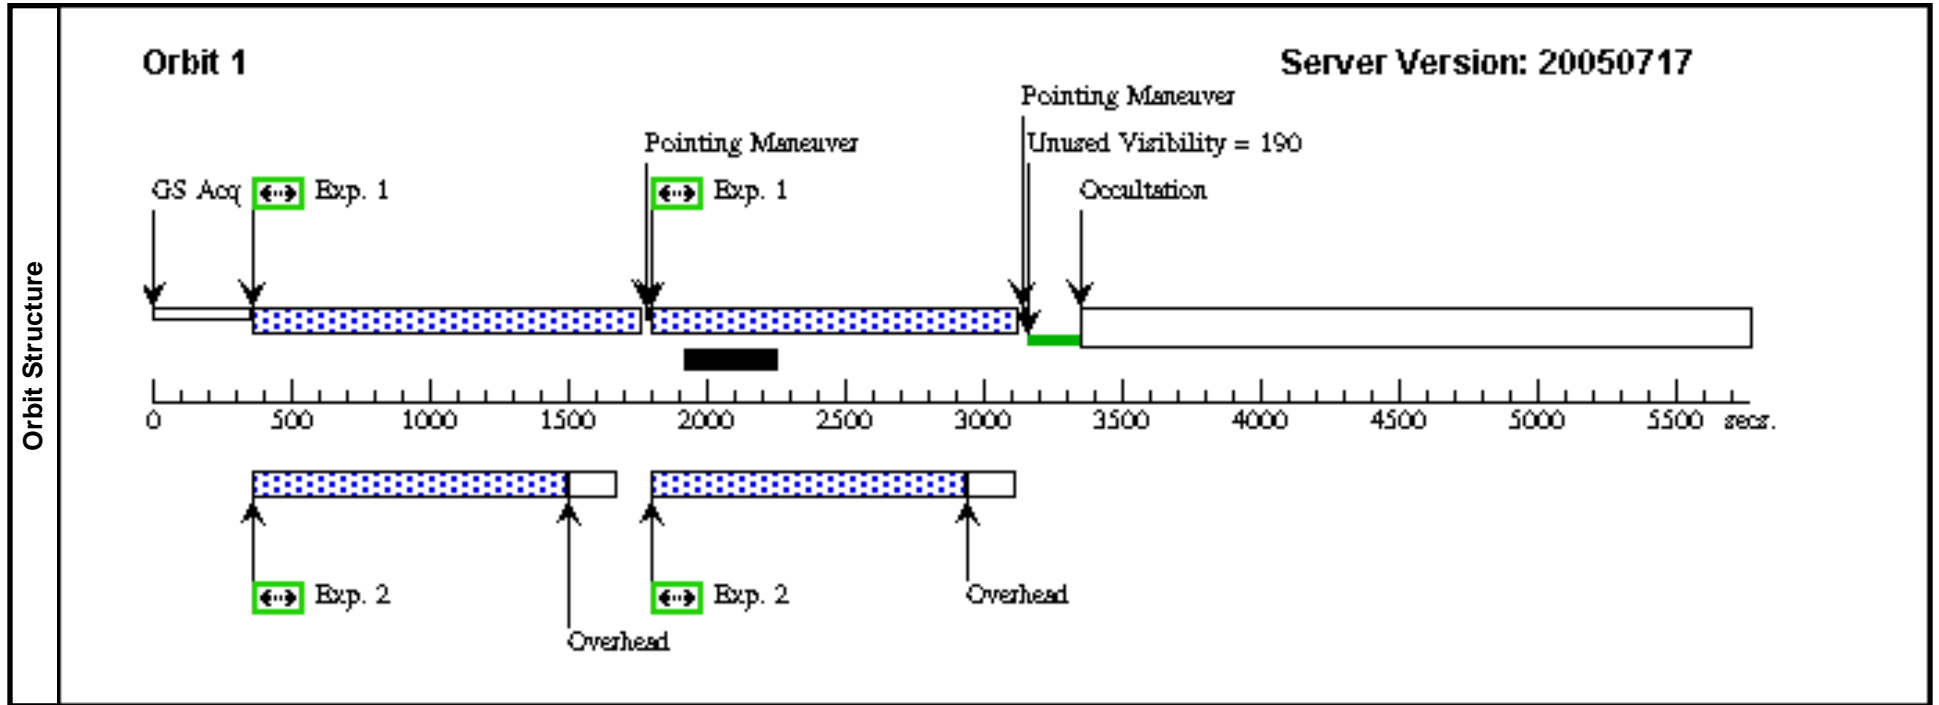 Orbit Structure
Orbit 1
Server Version: 20050717
Pointing Maneuver
Pointing Maneuver
Unused Visibility = 190
GS Acq
Exp. 1
Exp. 1
Occultation
0 500 1000 1500 2000 2500 3000 3500 4000 4500 5000 5500 secs.
Exp. 2
Exp. 2
Overhead
Overhead